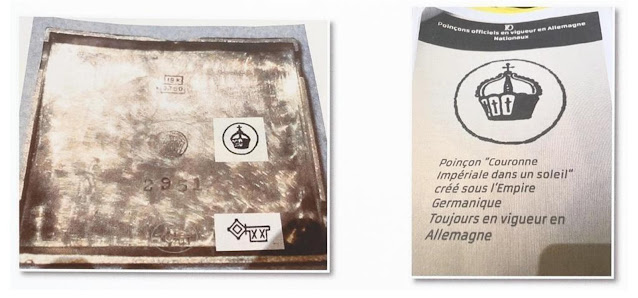 2951
XX
Poinçons officiels en vigueur en Allemagne
Nationaux
Poinçon "Couronne
Impériale dans un soleil"
créé sous l'Empire
Germanique
Toujours en vigueur en
Allemagne